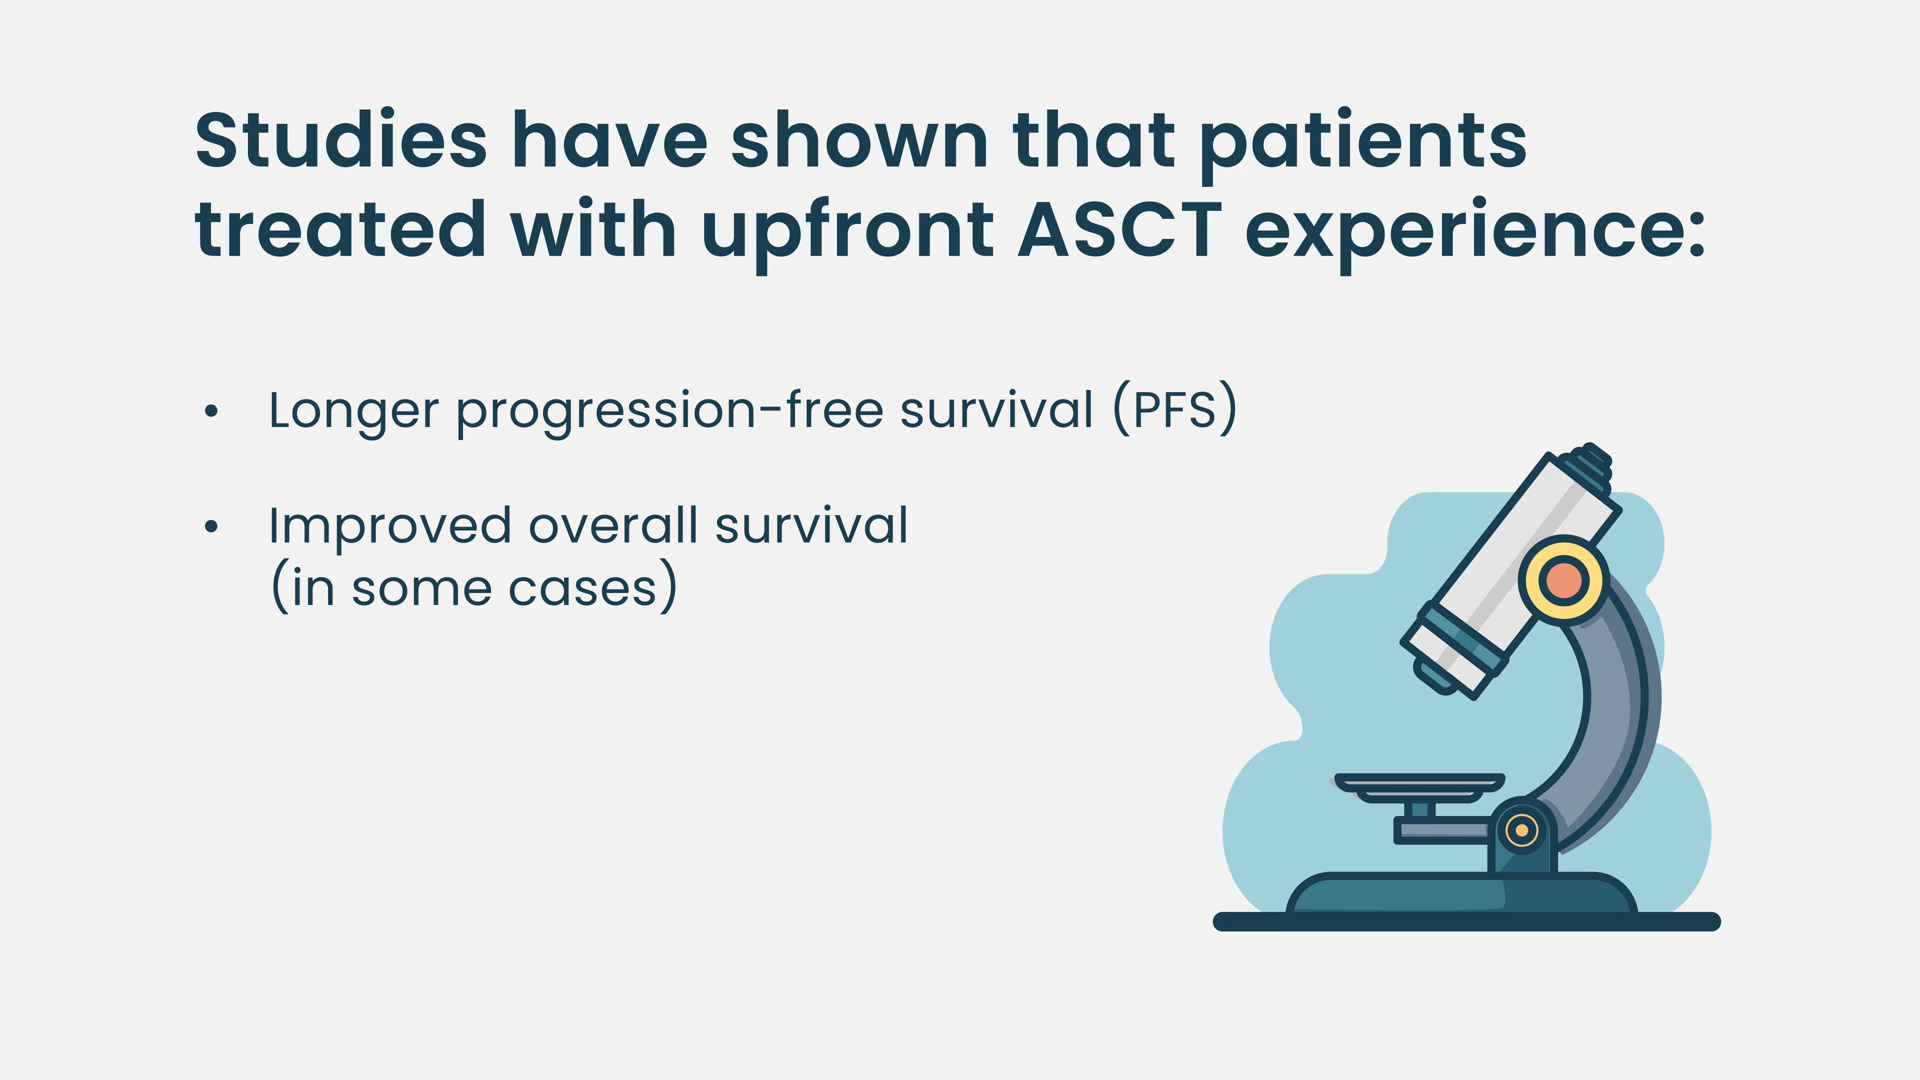 Studies have shown that patients
treated with upfront ASCT experience:
• Longer progression-free survival (PFS)
• Improved overall survival
(in some cases)